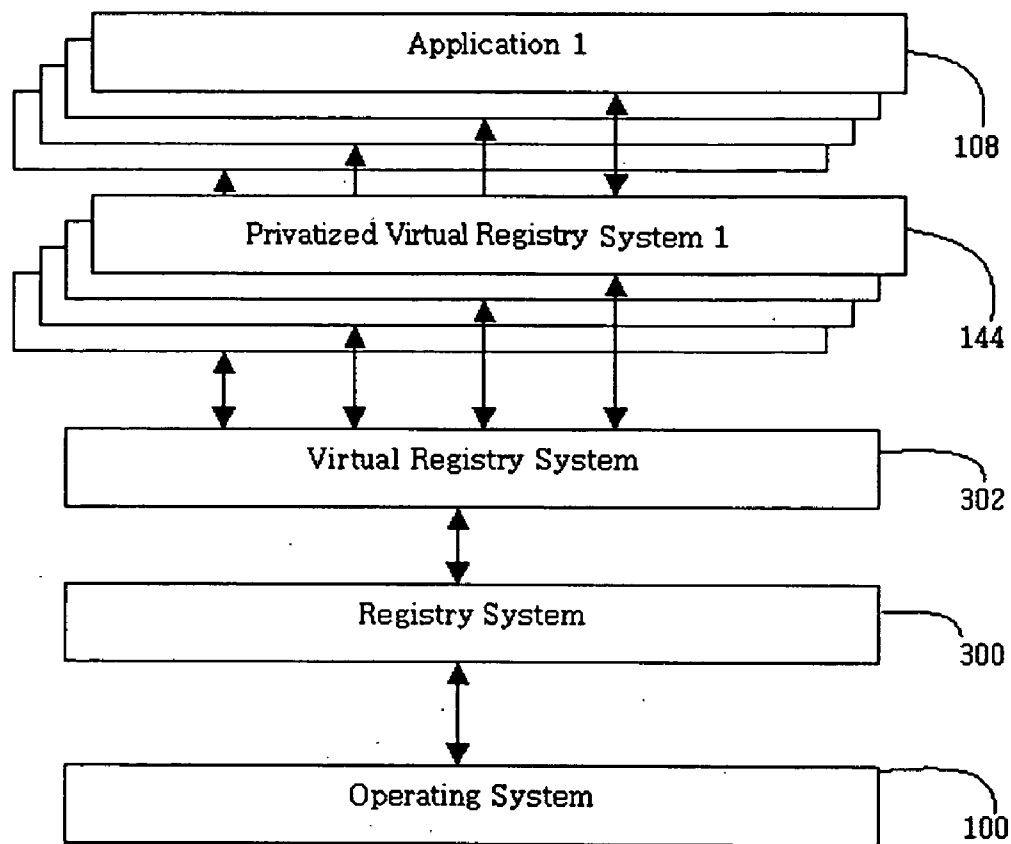 Application 1
108
Privatized Virtual Registry System 1
144
Virtual Registry System
302
Registry System
300
Operating System
100